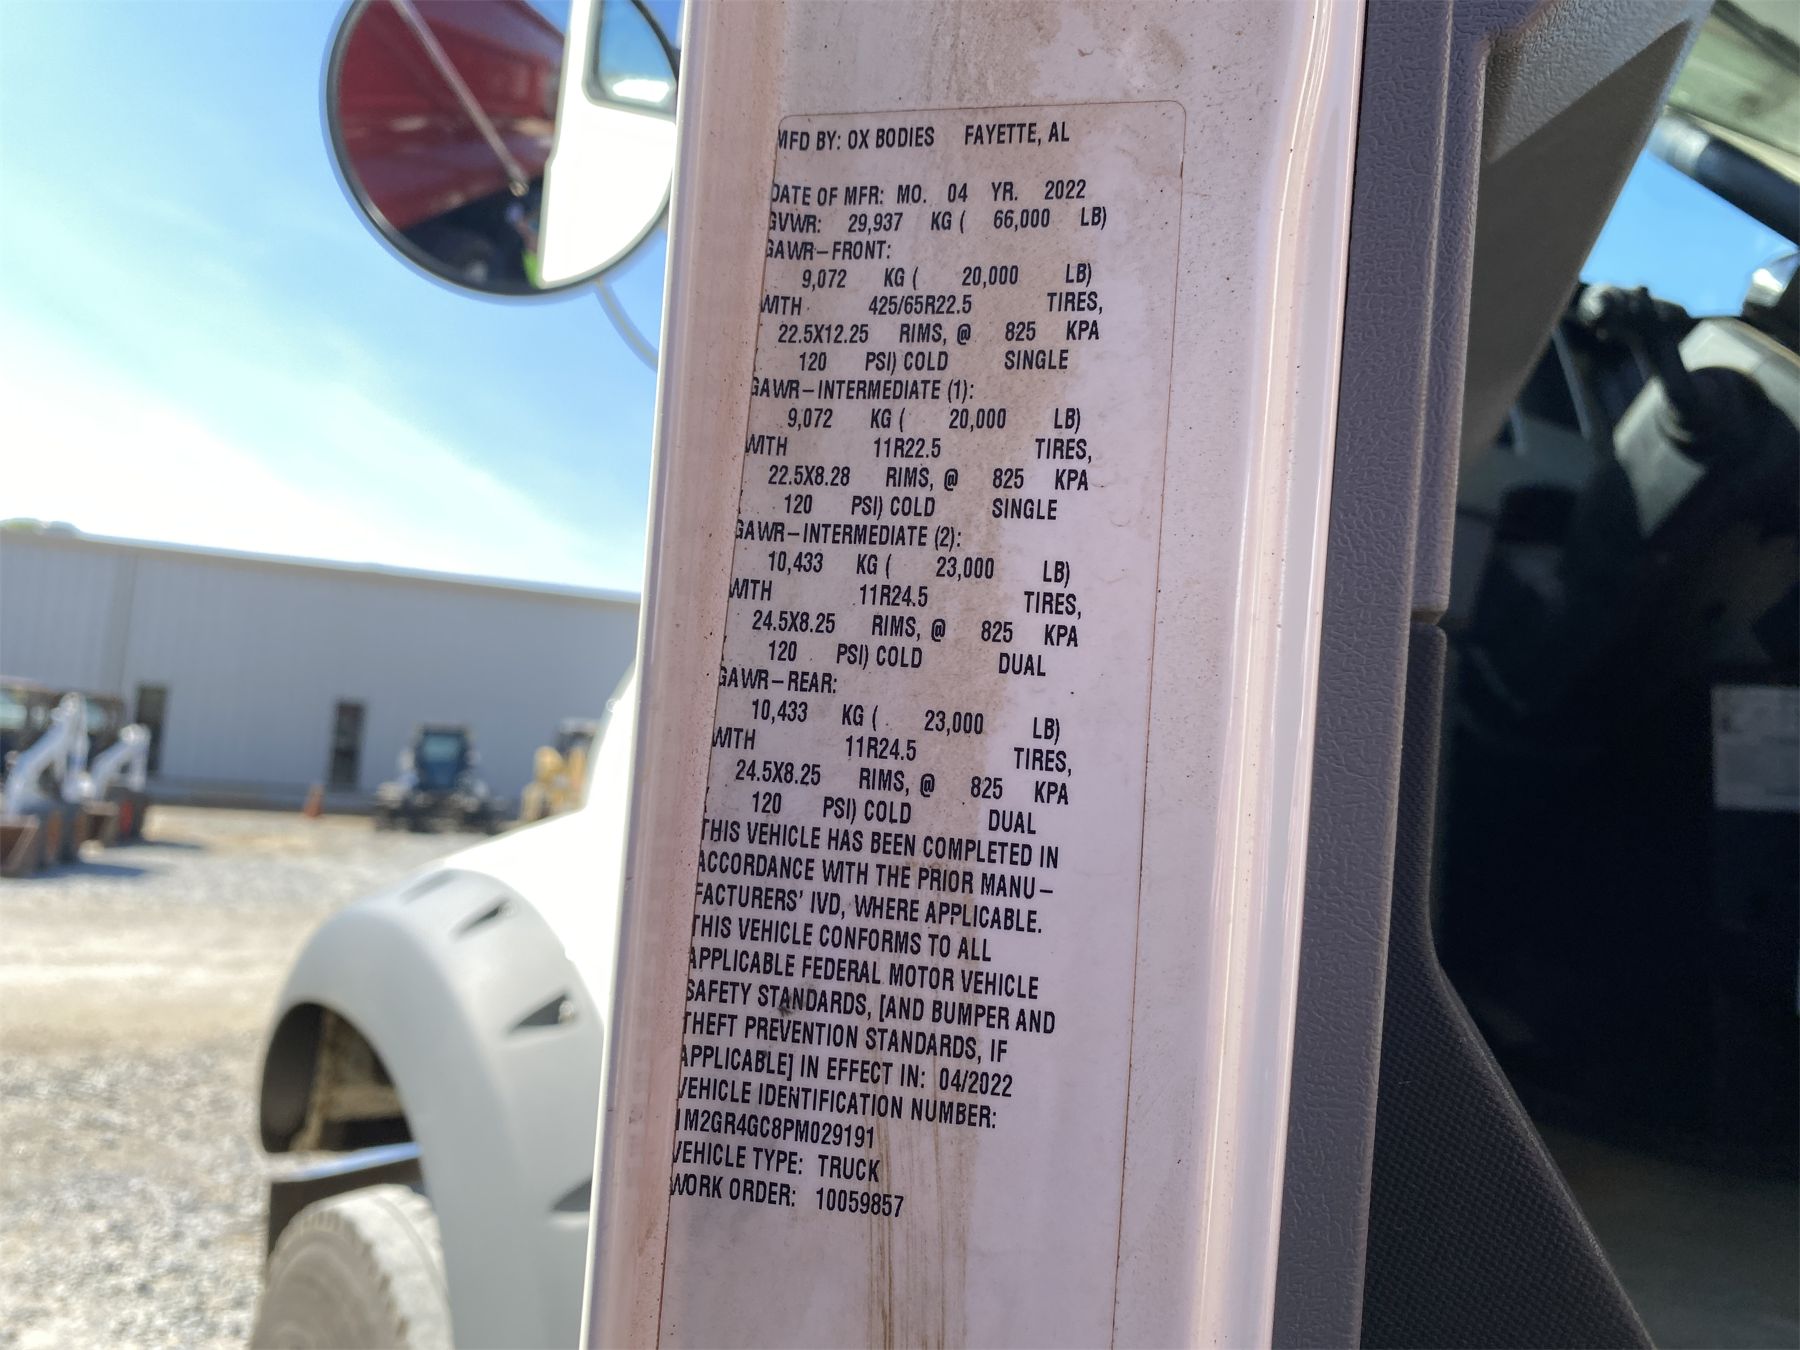 MFD BY: OX BODIES FAYETTE, AL
DATE OF MFR: MO. 04 YR. 2022
GVWR: 29,937 KG ( 66,000 LB)
GAWR-FRONT:
9,072 KG ( 20,000 LB)
WITH 425/65R22.5 TIRES,
22.5X12.25 RIMS, @ 825 KPA
120 PSI) COLD SINGLE
GAWR-INTERMEDIATE (1):
9,072 KG ( 20,000 LB)
WITH 11R22.5 TIRES,
22.5X8.28 RIMS, @ 825 KPA
120 PSI) COLD SINGLE
GAWR-INTERMEDIATE (2):
10,433 KG ( 23,000 LB)
WITH 11R24.5 TIRES,
24.5X8.25 RIMS, @ 825 KPA
120 PSI) COLD DUAL
GAWR-REAR:
10,433 KG ( 23,000 LB)
WITH 11R24.5 TIRES,
24.5X8.25 RIMS, @ 825 KPA
120 PSI) COLD DUAL
THIS VEHICLE HAS BEEN COMPLETED IN
ACCORDANCE WITH THE PRIOR MANU-
FACTURERS' IVD, WHERE APPLICABLE.
THIS VEHICLE CONFORMS TO ALL
APPLICABLE FEDERAL MOTOR VEHICLE
SAFETY STANDARDS, [AND BUMPER AND
THEFT PREVENTION STANDARDS, IF
APPLICABLE] IN EFFECT IN: 04/2022
VEHICLE IDENTIFICATION NUMBER:
1M2GR4GC8PM029191
VEHICLE TYPE: TRUCK
WORK ORDER: 10059857